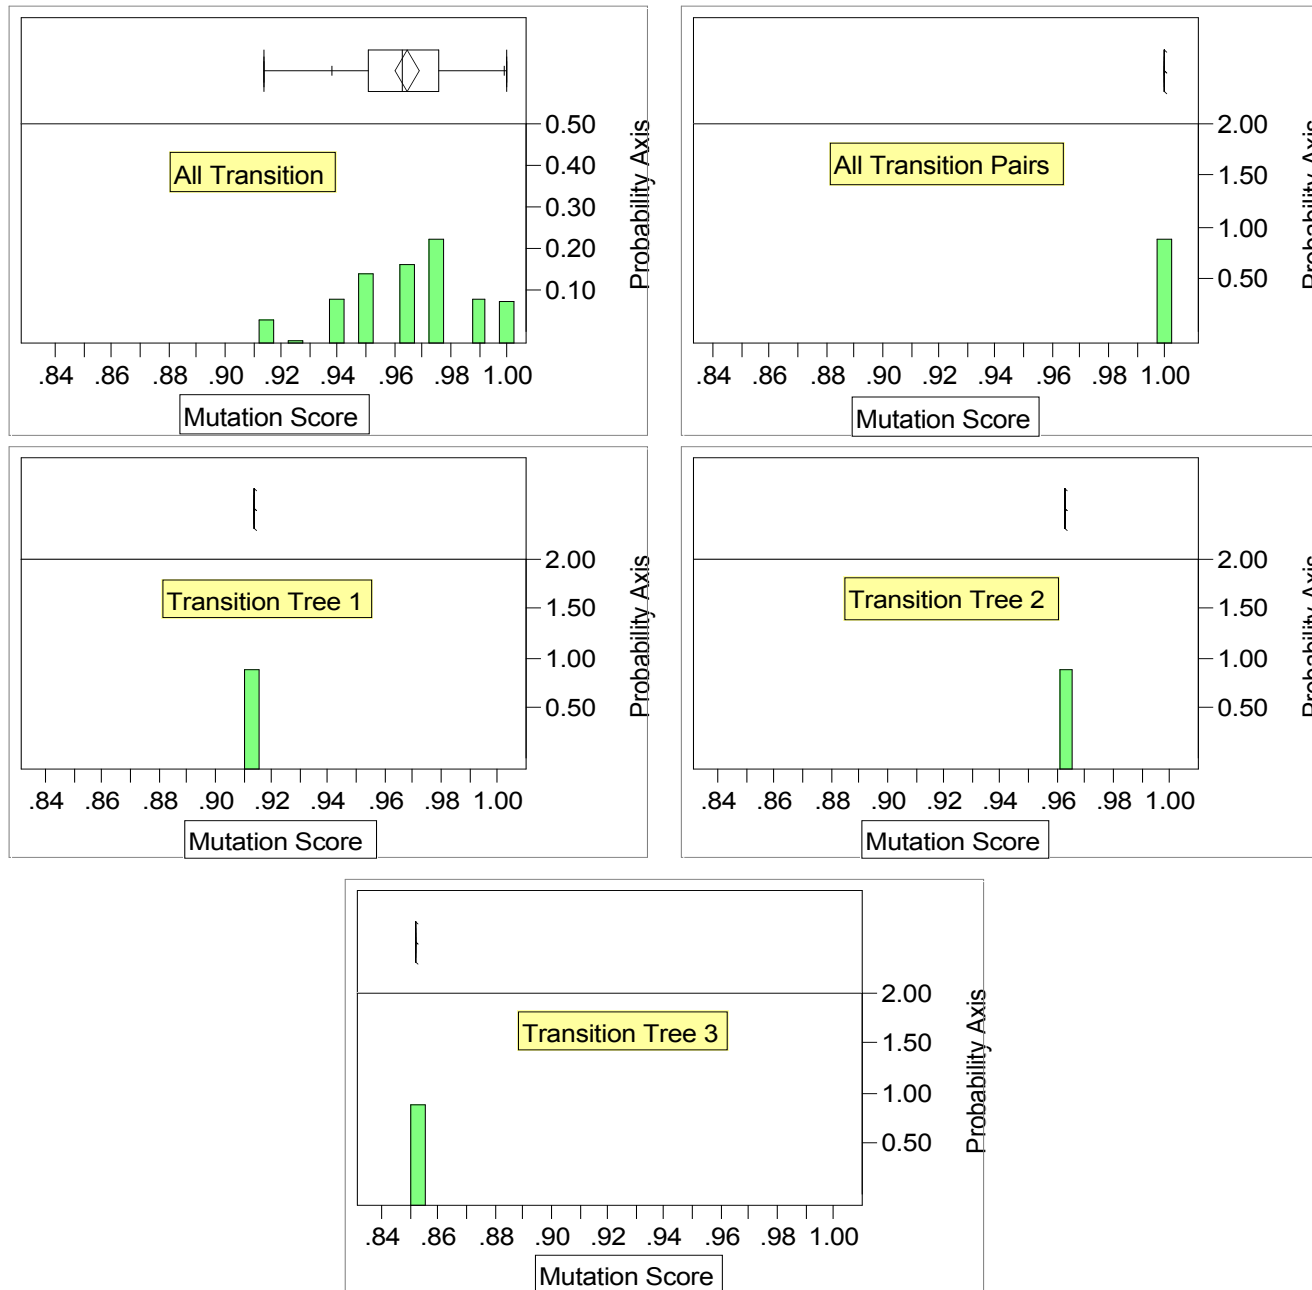 0.50
0.40
0.30
0.20
0.10
Probability Axis
All Transition
.84 .86 .88 .90 .92 .94 .96 .98 1.00
Mutation Score
2.00
1.50
1.00
0.50
Probability Axis
All Transition Pairs
.84 .86 .88 .90 .92 .94 .96 .98 1.00
Mutation Score
2.00
1.50
1.00
0.50
Probability Axis
Transition Tree 1
.84 .86 .88 .90 .92 .94 .96 .98 1.00
Mutation Score
2.00
1.50
1.00
0.50
Probability Axis
Transition Tree 2
.84 .86 .88 .90 .92 .94 .96 .98 1.00
Mutation Score
2.00
1.50
1.00
0.50
Probability Axis
Transition Tree 3
.84 .86 .88 .90 .92 .94 .96 .98 1.00
Mutation Score